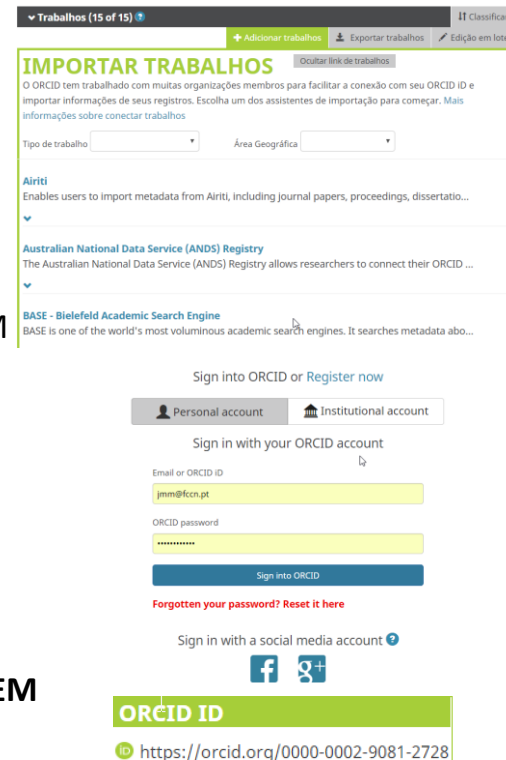 Trabalhos (15 of 15) ?
Classifica
Adicionar trabalhos Exportar trabalhos Edição em lote
IMPORTAR TRABALHOS
Ocultar link de trabalhos
O ORCID tem trabalhado com muitas organizações membros para facilitar a conexão com seu ORCID iD e
importar informações de seus registros. Escolha um dos assistentes de importação para começar. Mais
informações sobre conectar trabalhos
Tipo de trabalho Área Geográfica
Airiti
Enables users to import metadata from Airiti, including journal papers, proceedings, dissertatio...
Australian National Data Service (ANDS) Registry
The Australian National Data Service (ANDS) Registry allows researchers to connect their ORCID ...
BASE - Bielefeld Academic Search Engine
M
BASE is one of the world's most voluminous academic search engines. It searches metadata abo...
Sign into ORCID or Register now
Personal account Institutional account
Sign in with your ORCID account
Email or ORCID iD
jmm@fccn.pt
ORCID password
••••••••••••
Sign into ORCID
Forgotten your password? Reset it here
Sign in with a social media account ?
f g+
EM
ORCID ID
iD https://orcid.org/0000-0002-9081-2728